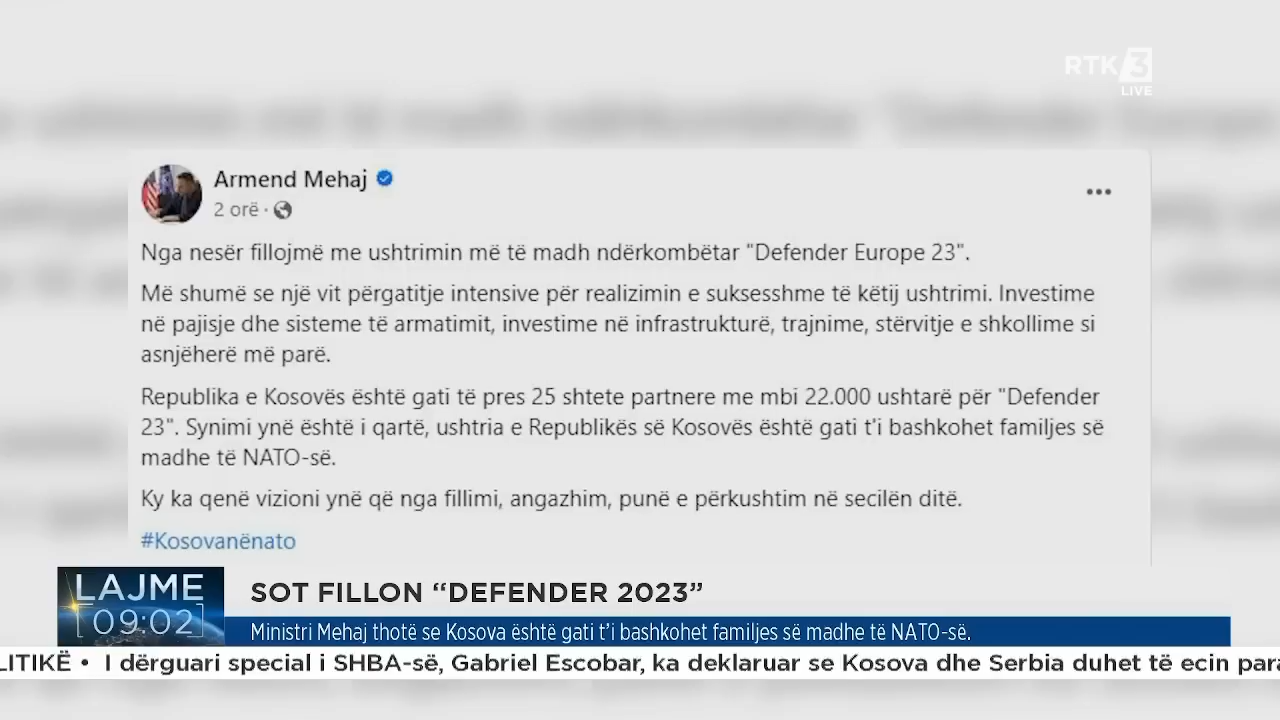 RTK 3
LIVE
Armend Mehaj
2 orë ·
Nga nesër fillojmë me ushtrimin më të madh ndërkombëtar "Defender Europe 23".
Më shumë se një vit përgatitje intensive për realizimin e suksesshme të këtij ushtrimi. Investime
në pajisje dhe sisteme të armatimit, investime në infrastrukturë, trajnime, stërvitje e shkollime si
asnjëherë më parë.
Republika e Kosovës është gati të pres 25 shtete partnere me mbi 22.000 ushtarë për "Defender
23". Synimi ynë është i qartë, ushtria e Republikës së Kosovës është gati t'i bashkohet familjes së
madhe të NATO-së.
Ky ka qenë vizioni ynë që nga fillimi, angazhim, punë e përkushtim në secilën ditë.
#Kosovanënato
LAJME
09:02
SOT FILLON “DEFENDER 2023”
Ministri Mehaj thotë se Kosova është gati t’i bashkohet familjes së madhe të NATO-së.
LITIKË • I dërguari special i SHBA-së, Gabriel Escobar, ka deklaruar se Kosova dhe Serbia duhet të ecin para